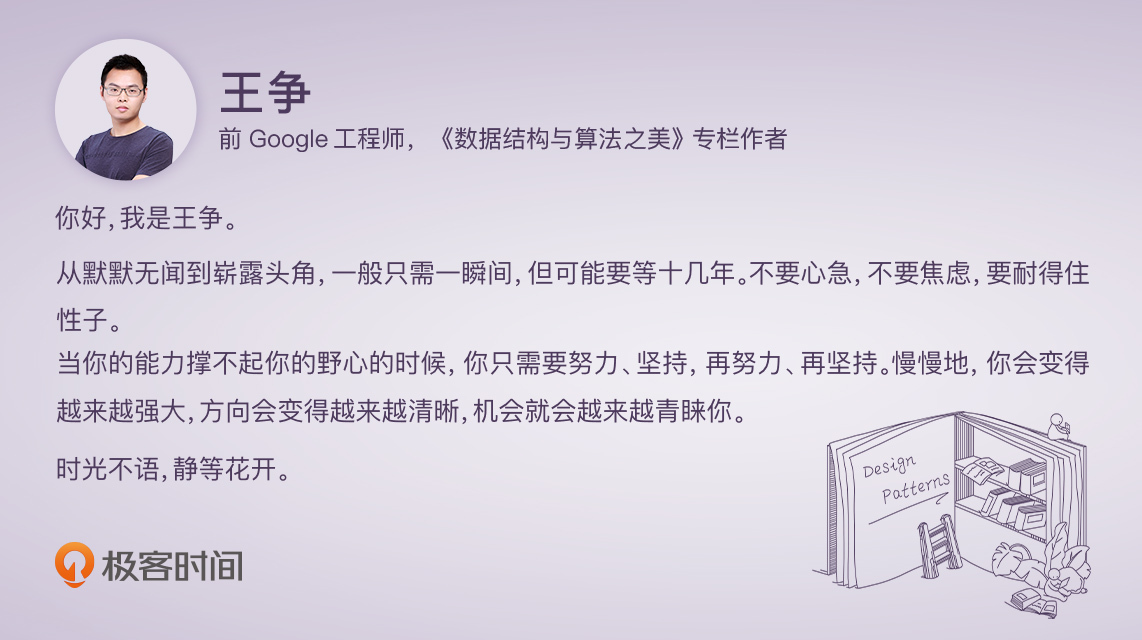 王争
前 Google 工程师，《数据结构与算法之美》专栏作者
你好，我是王争。
从默默无闻到崭露头角，一般只需一瞬间，但可能要等十几年。不要心急，不要焦虑，要耐得住
性子。
当你的能力撑不起你的野心的时候，你只需要努力、坚持，再努力、再坚持。慢慢地，你会变得
越来越强大，方向会变得越来越清晰，机会就会越来越青睐你。
时光不语，静等花开。
Design
Patterns
极客时间